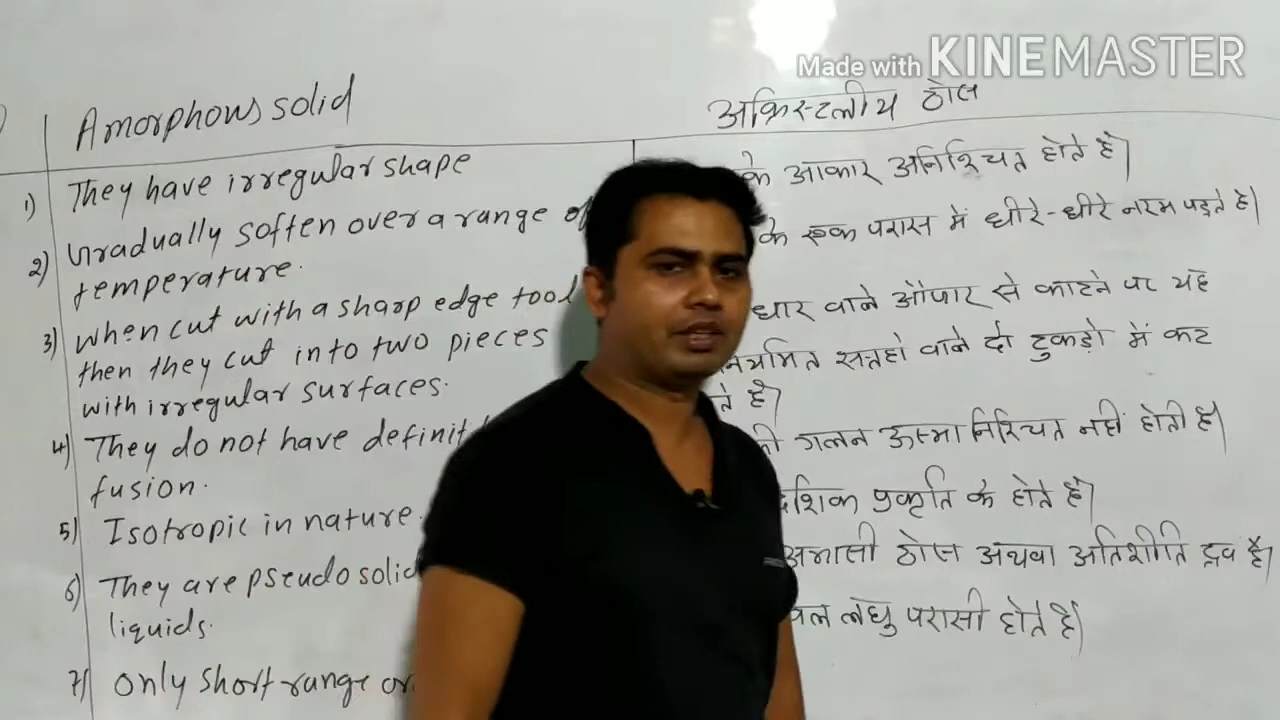 Made with KINEMASTER
Amorphous solid
अक्रिस्टलीय ठोस
1) They have irregular shape
के आकार अनिश्चित होते है।
2) Gradually soften over a range of
temperature.
के एक परास में धीरे-धीरे नरम पड़ते है।
3) when cut with a sharp edge tool
then they cut into two pieces
with irregular surfaces.
धार वाले औजार से काटने पर यह
नियमित सतहो वाले दो टुकड़ो में कट
ते है।
4) They do not have definit
fusion.
की गलन ऊष्मा निश्चित नहीं होती है।
5) Isotropic in nature.
दैशिक प्रकृति के होते है।
6) They are pseudo solid
liquids.
अभासी ठोस अथवा अतिशीति द्रव है।
7) only short range or
वल लघु परासी होते है।